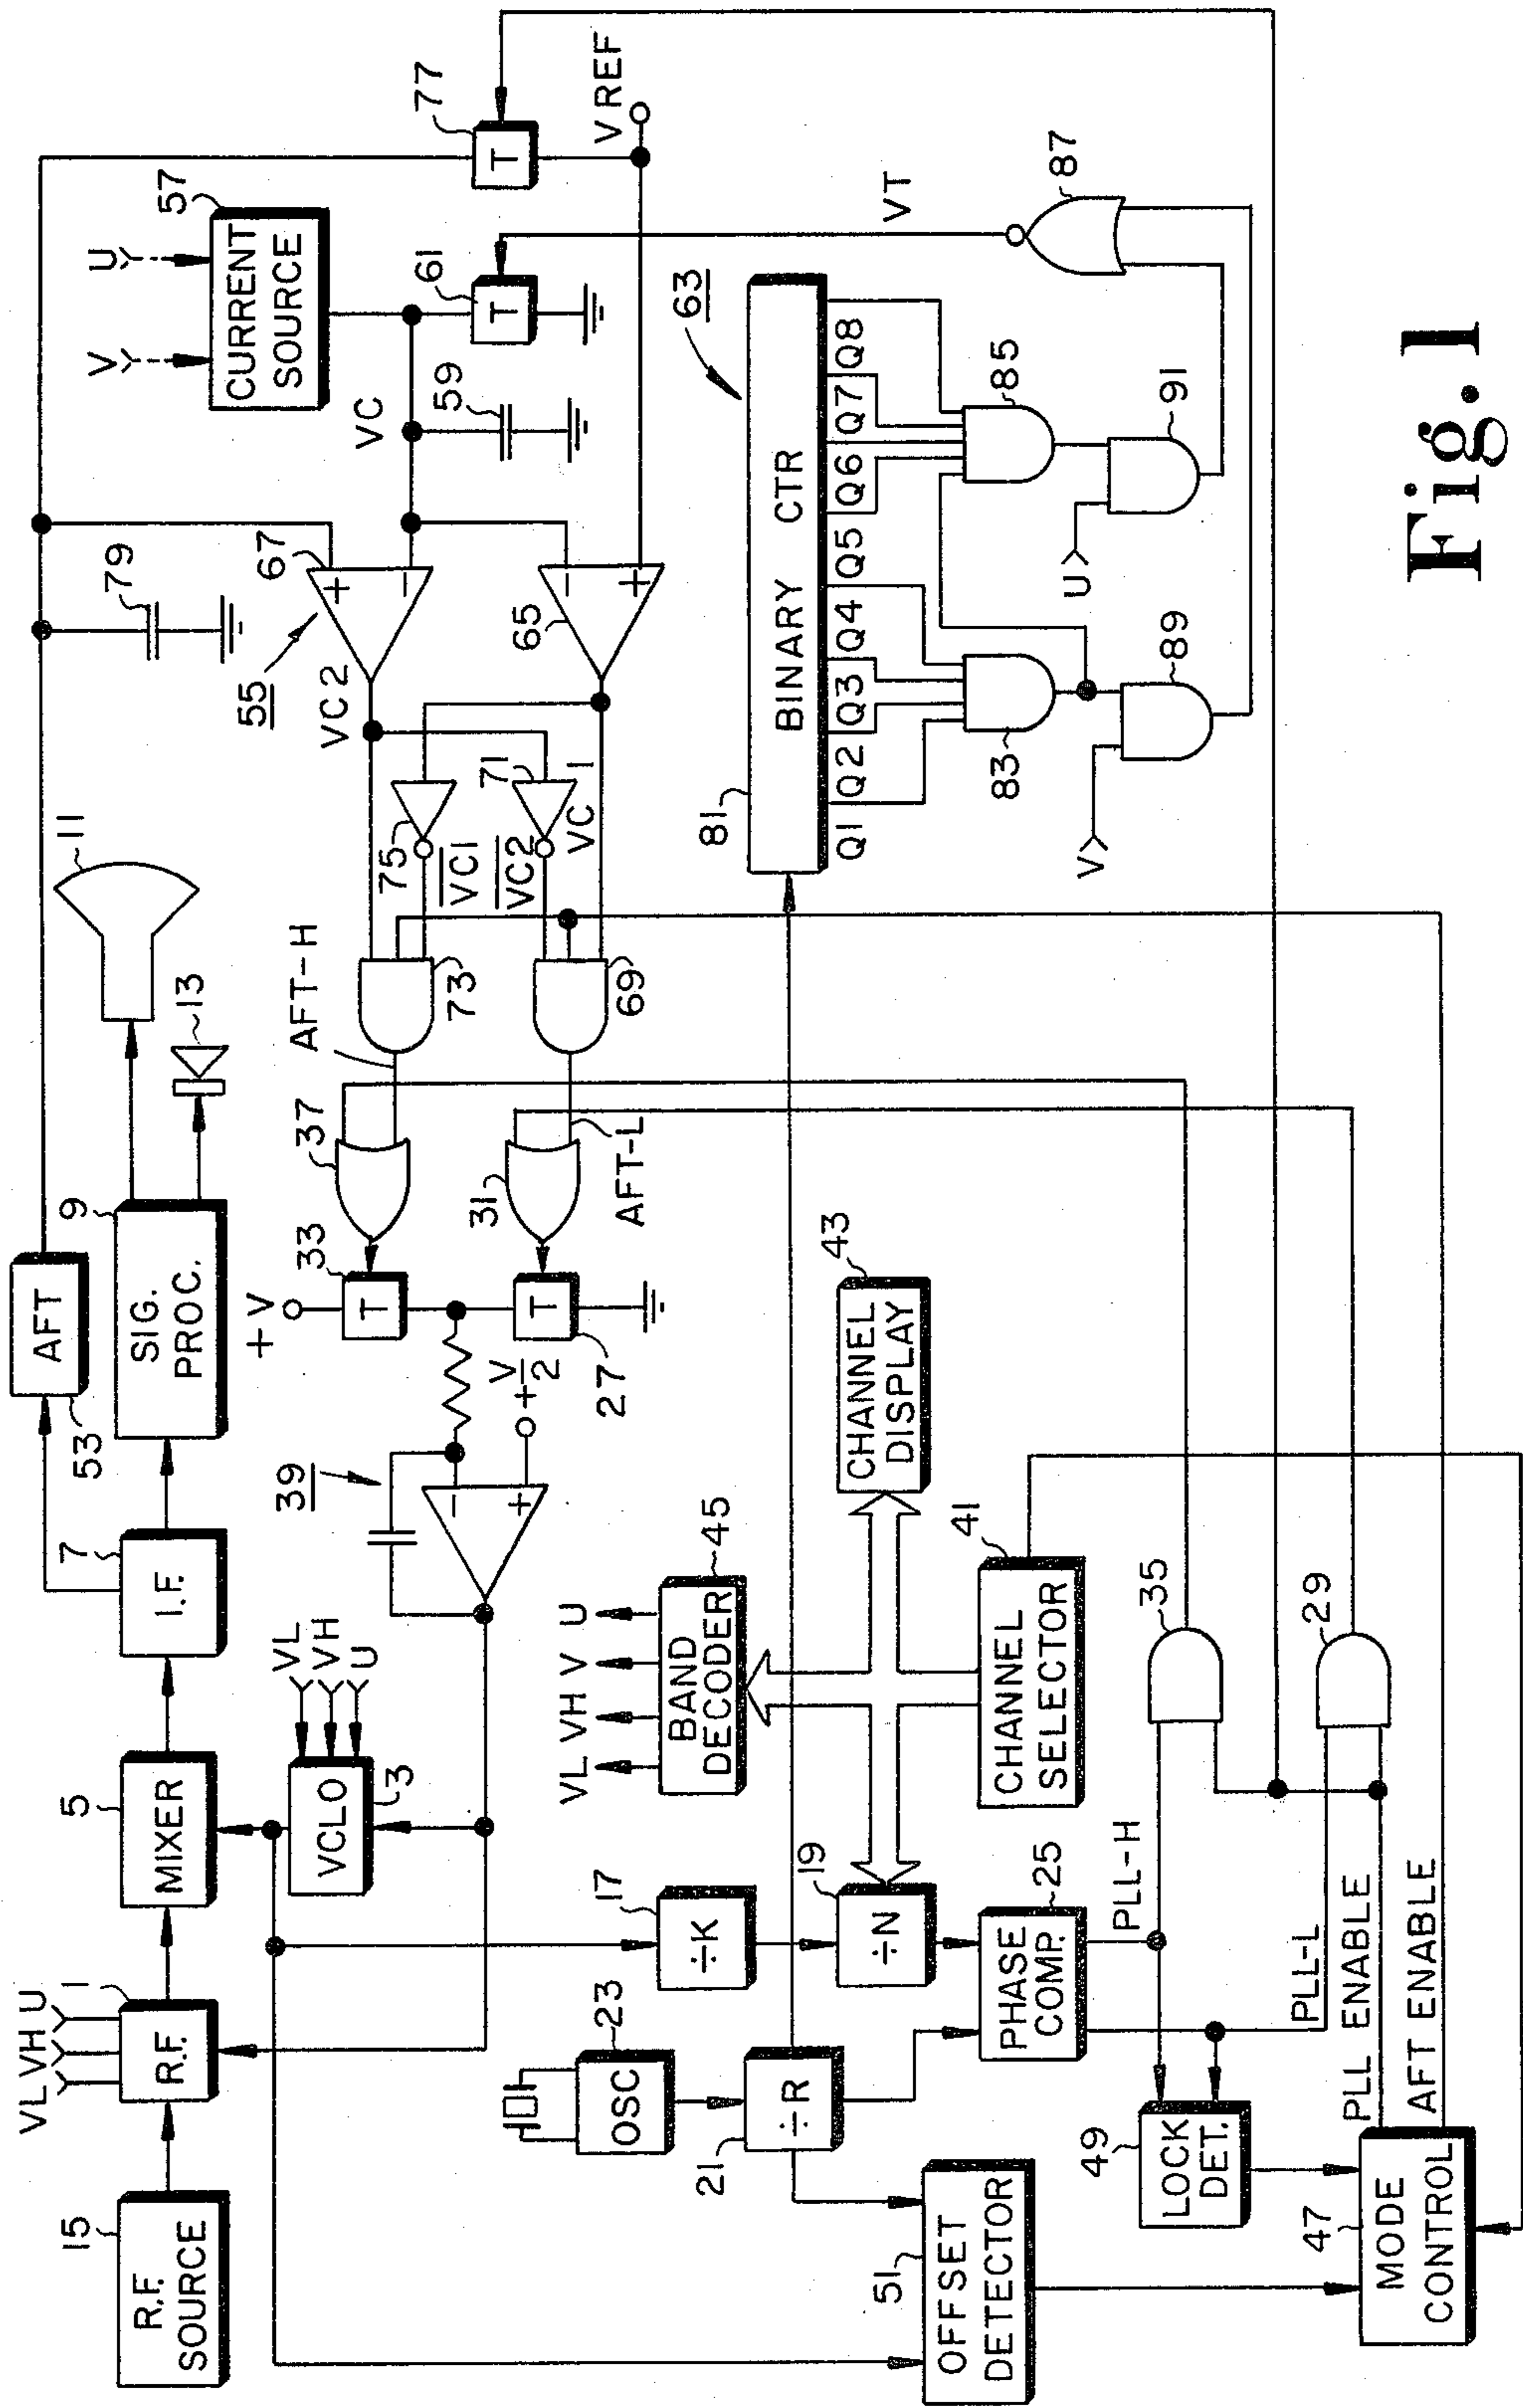 15
R.F.
SOURCE
VL VH U
1
R.F.
5
MIXER
VCLO
3
VL
VH
U
7
I.F.
53
AFT
9
SIG.
PROC.
11
13
39
−
+
+V/2
+V
33
T
27
T
37
31
AFT-H
AFT-L
73
69
75
71
VC1
VC2
VC 1
VC2
55
67
+
−
65
−
+
79
VC
59
V
U
57
CURRENT
SOURCE
61
T
77
T
V REF
VT
17
÷K
19
÷N
23
OSC
21
÷R
25
PHASE
COMP.
51
OFFSET
DETECTOR
49
LOCK
DET.
47
MODE
CONTROL
PLL-H
PLL-L
PLL ENABLE
AFT ENABLE
VL VH V U
45
BAND
DECODER
43
CHANNEL
DISPLAY
41
CHANNEL
SELECTOR
35
29
81
BINARY CTR
63
Q1 Q2 Q3 Q4 Q5 Q6 Q7 Q8
83
85
V
89
U
91
87
Fig. 1